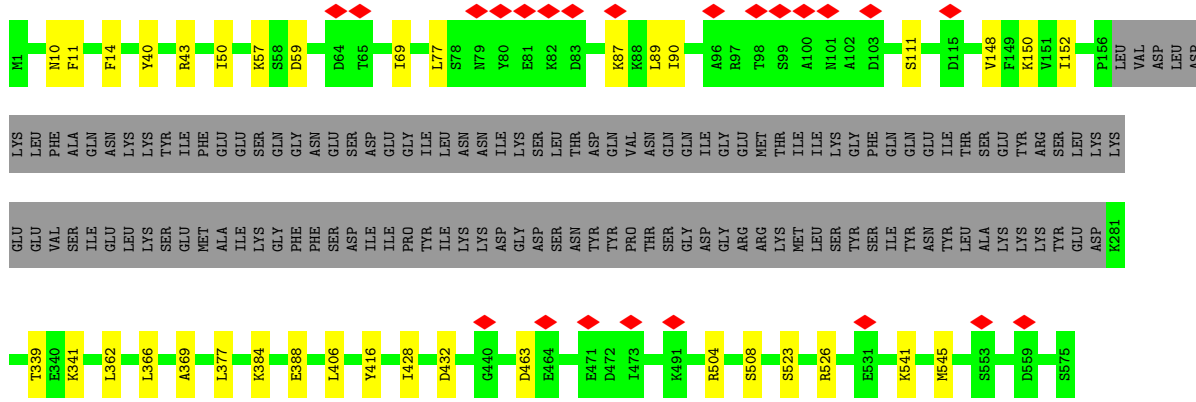 M1 N10 F11 F14 Y40 R43 I50 K57 S58 D59 D64 T65 I69 L77 S78 N79 Y80 E81 K82 D83 K87 K88 L89 I90 A96 R97 T98 S99 A100 N101 A102 D103 S111 D115 V148 F149 K150 V151 I152 P156 LEU VAL ASP LEU ASP
LYS LEU PHE ALA GLN ASN LYS LYS TYR ILE PHE GLU GLU SER GLN GLY ASN GLU SER ASP GLU GLY ILE LEU ASN ASN ILE LYS SER LEU THR ASP GLN VAL ASN GLN GLN ILE GLY GLU MET THR ILE ILE LYS GLY PHE GLN GLN GLU ILE THR SER GLU TYR ARG SER LEU LYS LYS
GLU GLU VAL SER ILE GLU LEU LYS SER GLU MET ALA ILE LYS GLY PHE PHE SER ASP ILE ILE PRO TYR ILE LYS LYS ASP GLY ASP SER ASN TYR TYR PRO THR SER GLY ASP GLY ARG ARG LYS MET LEU SER TYR SER ILE TYR ASN TYR LEU ALA LYS LYS LYS TYR GLU ASP K281
T339 E340 K341 L362 L366 A369 L377 K384 E388 L406 Y416 I428 D432 G440 D463 E464 E471 D472 I473 K491 R504 S508 S523 R526 E531 K541 M545 S553 D559 S575